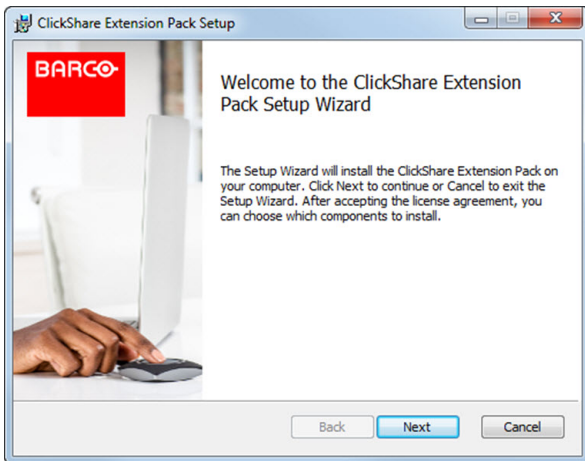 ClickShare Extension Pack Setup
BARCO
Welcome to the ClickShare Extension
Pack Setup Wizard
The Setup Wizard will install the ClickShare Extension Pack on
your computer. Click Next to continue or Cancel to exit the
Setup Wizard. After accepting the license agreement, you
can choose which components to install.
Back Next Cancel